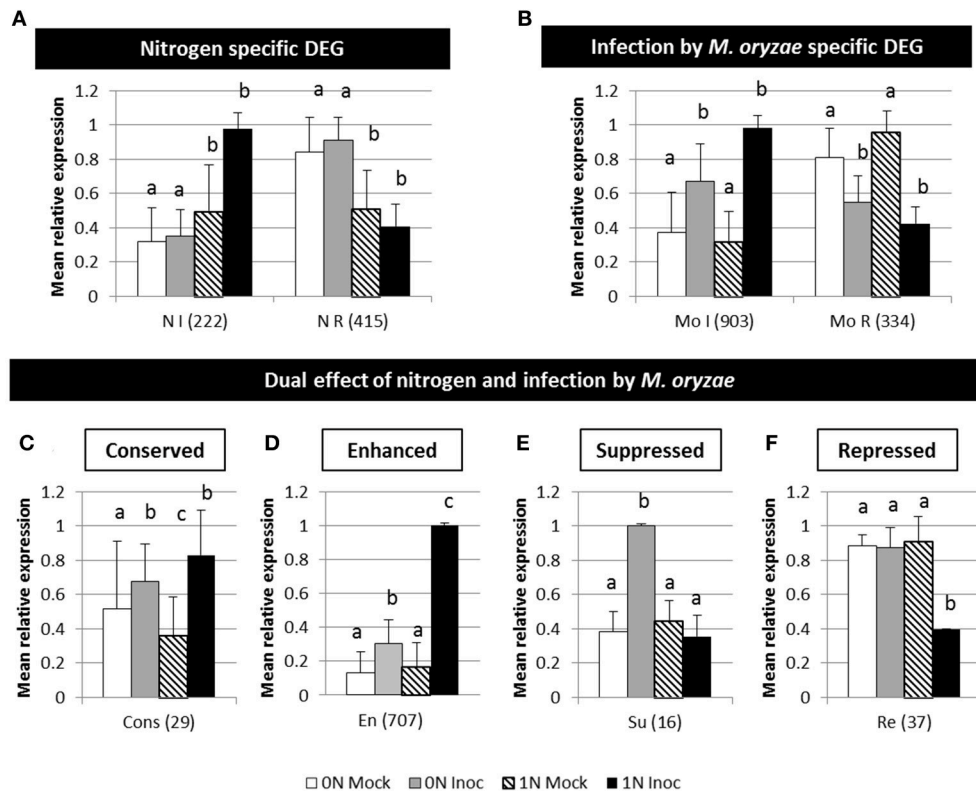 A
B
Nitrogen specific DEG
Infection by M. oryzae specific DEG
Mean relative expression
1.2
1
0.8
0.6
0.4
0.2
0
a a b b
a a b b
N I (222) N R (415)
Mean relative expression
1.2
1
0.8
0.6
0.4
0.2
0
a b a b
a b a b
Mo I (903) Mo R (334)
Dual effect of nitrogen and infection by M. oryzae
C
Conserved
Mean relative expression
1.2
1
0.8
0.6
0.4
0.2
0
a b c b
Cons (29)
D
Enhanced
Mean relative expression
1.2
1
0.8
0.6
0.4
0.2
0
a b a c
En (707)
E
Suppressed
Mean relative expression
1.2
1
0.8
0.6
0.4
0.2
0
a b a a
Su (16)
F
Repressed
Mean relative expression
1.2
1
0.8
0.6
0.4
0.2
0
a a a b
Re (37)
0N Mock 0N Inoc 1N Mock 1N Inoc